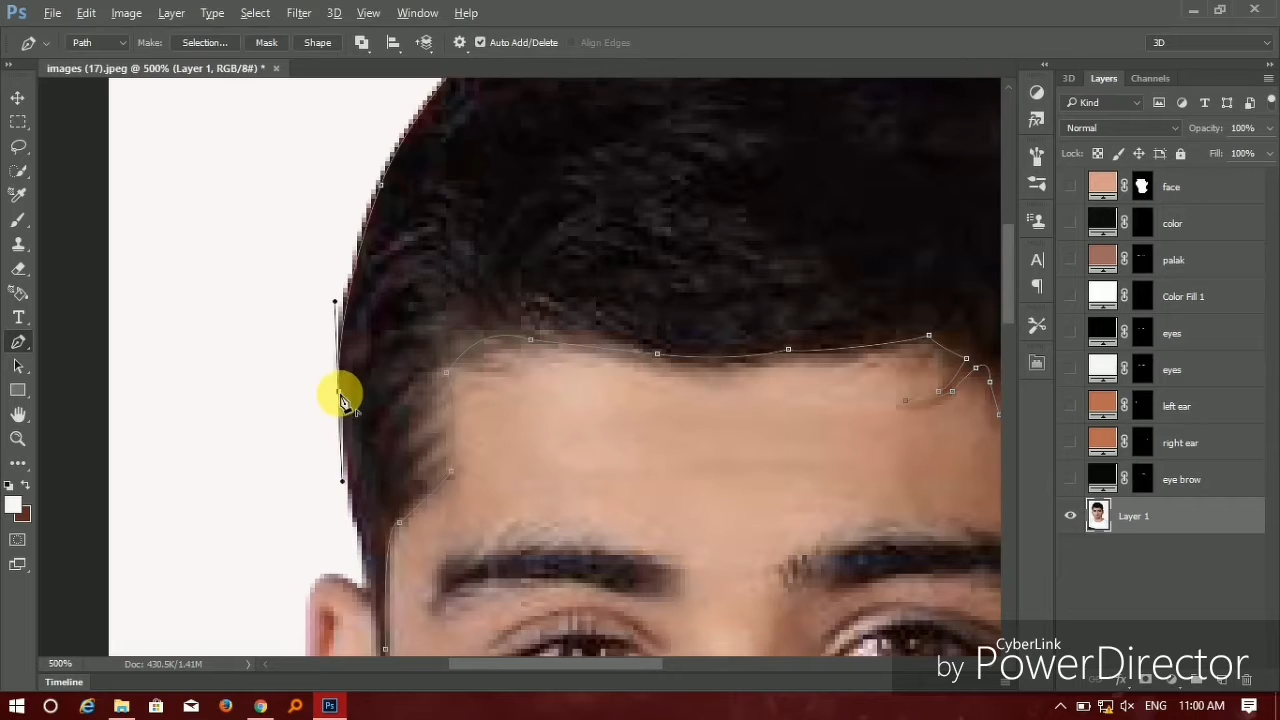 Ps File Edit Image Layer Type Select Filter 3D View Window Help
Path Make: Selection... Mask Shape Auto Add/Delete Align Edges 3D
images (17).jpeg @ 500% (Layer 1, RGB/8#) *
3D Layers Channels
Kind
Normal Opacity: 100%
Lock: Fill: 100%
face
color
palak
Color Fill 1
eyes
eyes
left ear
right ear
eye brow
Layer 1
500% Doc: 430.5K/1.41M
Timeline
CyberLink
by PowerDirector
Ps ENG 11:00 AM